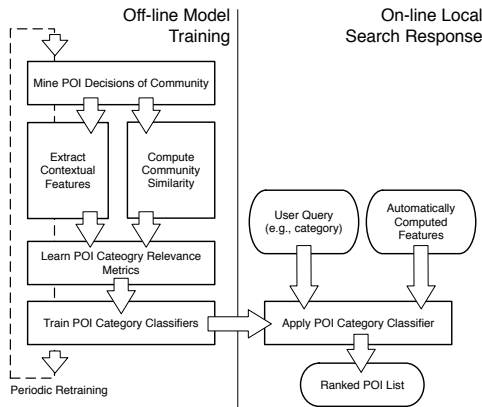 Off-line Model
Training
On-line Local
Search Response
Mine POI Decisions of Community
Extract
Contextual
Features
Compute
Community
Similarity
User Query
(e.g., category)
Automatically
Computed
Features
Learn POI Cateogry Relevance
Metrics
Train POI Category Classifiers
Apply POI Category Classifier
Periodic Retraining
Ranked POI List